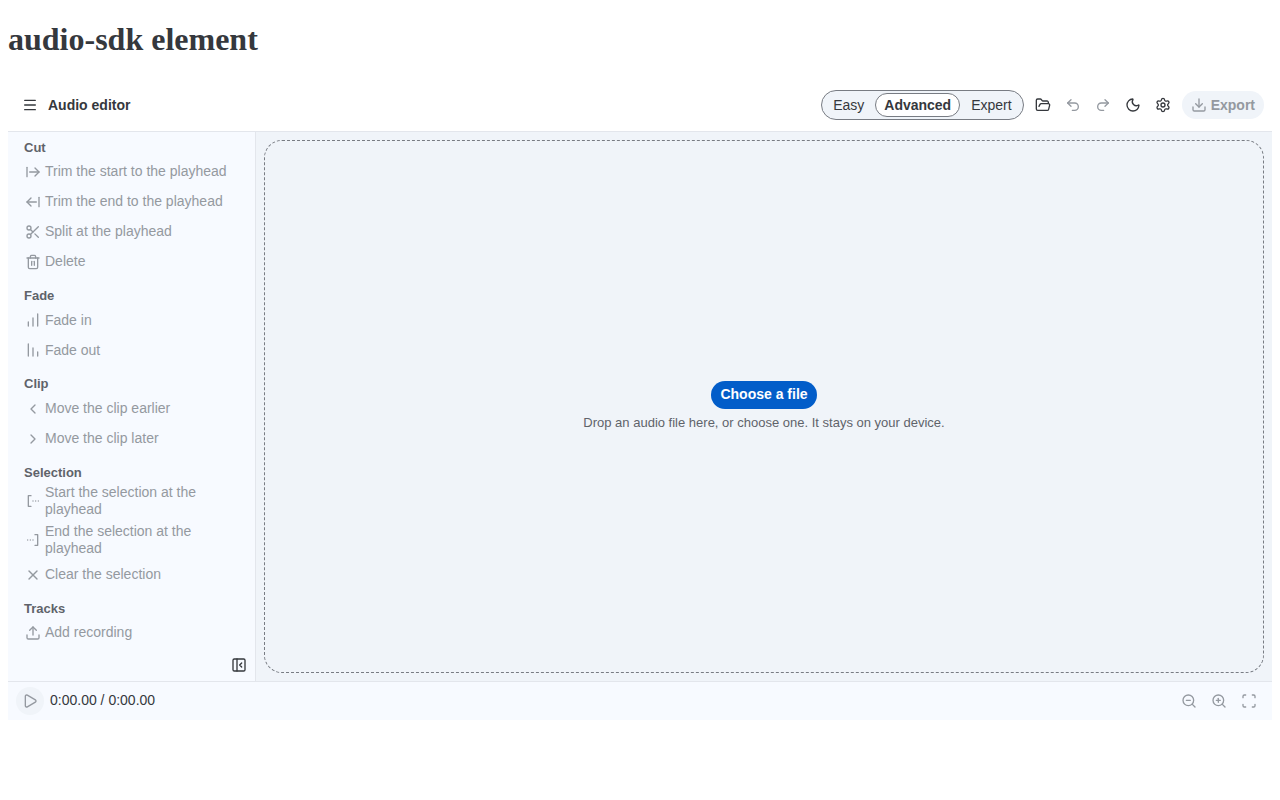 audio-sdk element
Audio editor
Easy
Advanced
Expert
Export
Cut
Trim the start to the playhead
Trim the end to the playhead
Split at the playhead
Delete
Fade
Fade in
Fade out
Clip
Move the clip earlier
Move the clip later
Selection
Start the selection at the
playhead
End the selection at the
playhead
Clear the selection
Tracks
Add recording
Choose a file
Drop an audio file here, or choose one. It stays on your device.
0:00.00 / 0:00.00